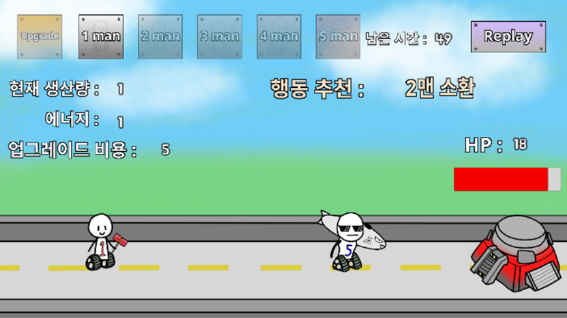 Upgrade 1 man 2 man 3 man 4 man 5 man 남은 시간 : 49 Replay
현재 생산량 : 1 행동 추천 : 2맨 소환
에너지 : 1
업그레이드 비용 : 5 HP : 18
1 5